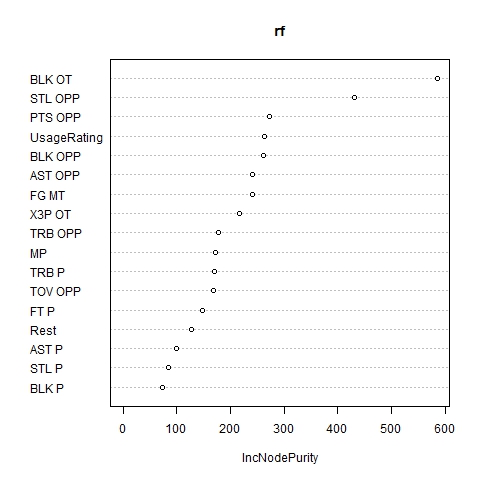 rf
BLK OT
STL OPP
PTS OPP
UsageRating
BLK OPP
AST OPP
FG MT
X3P OT
TRB OPP
MP
TRB P
TOV OPP
FT P
Rest
AST P
STL P
BLK P
0 100 200 300 400 500 600
IncNodePurity